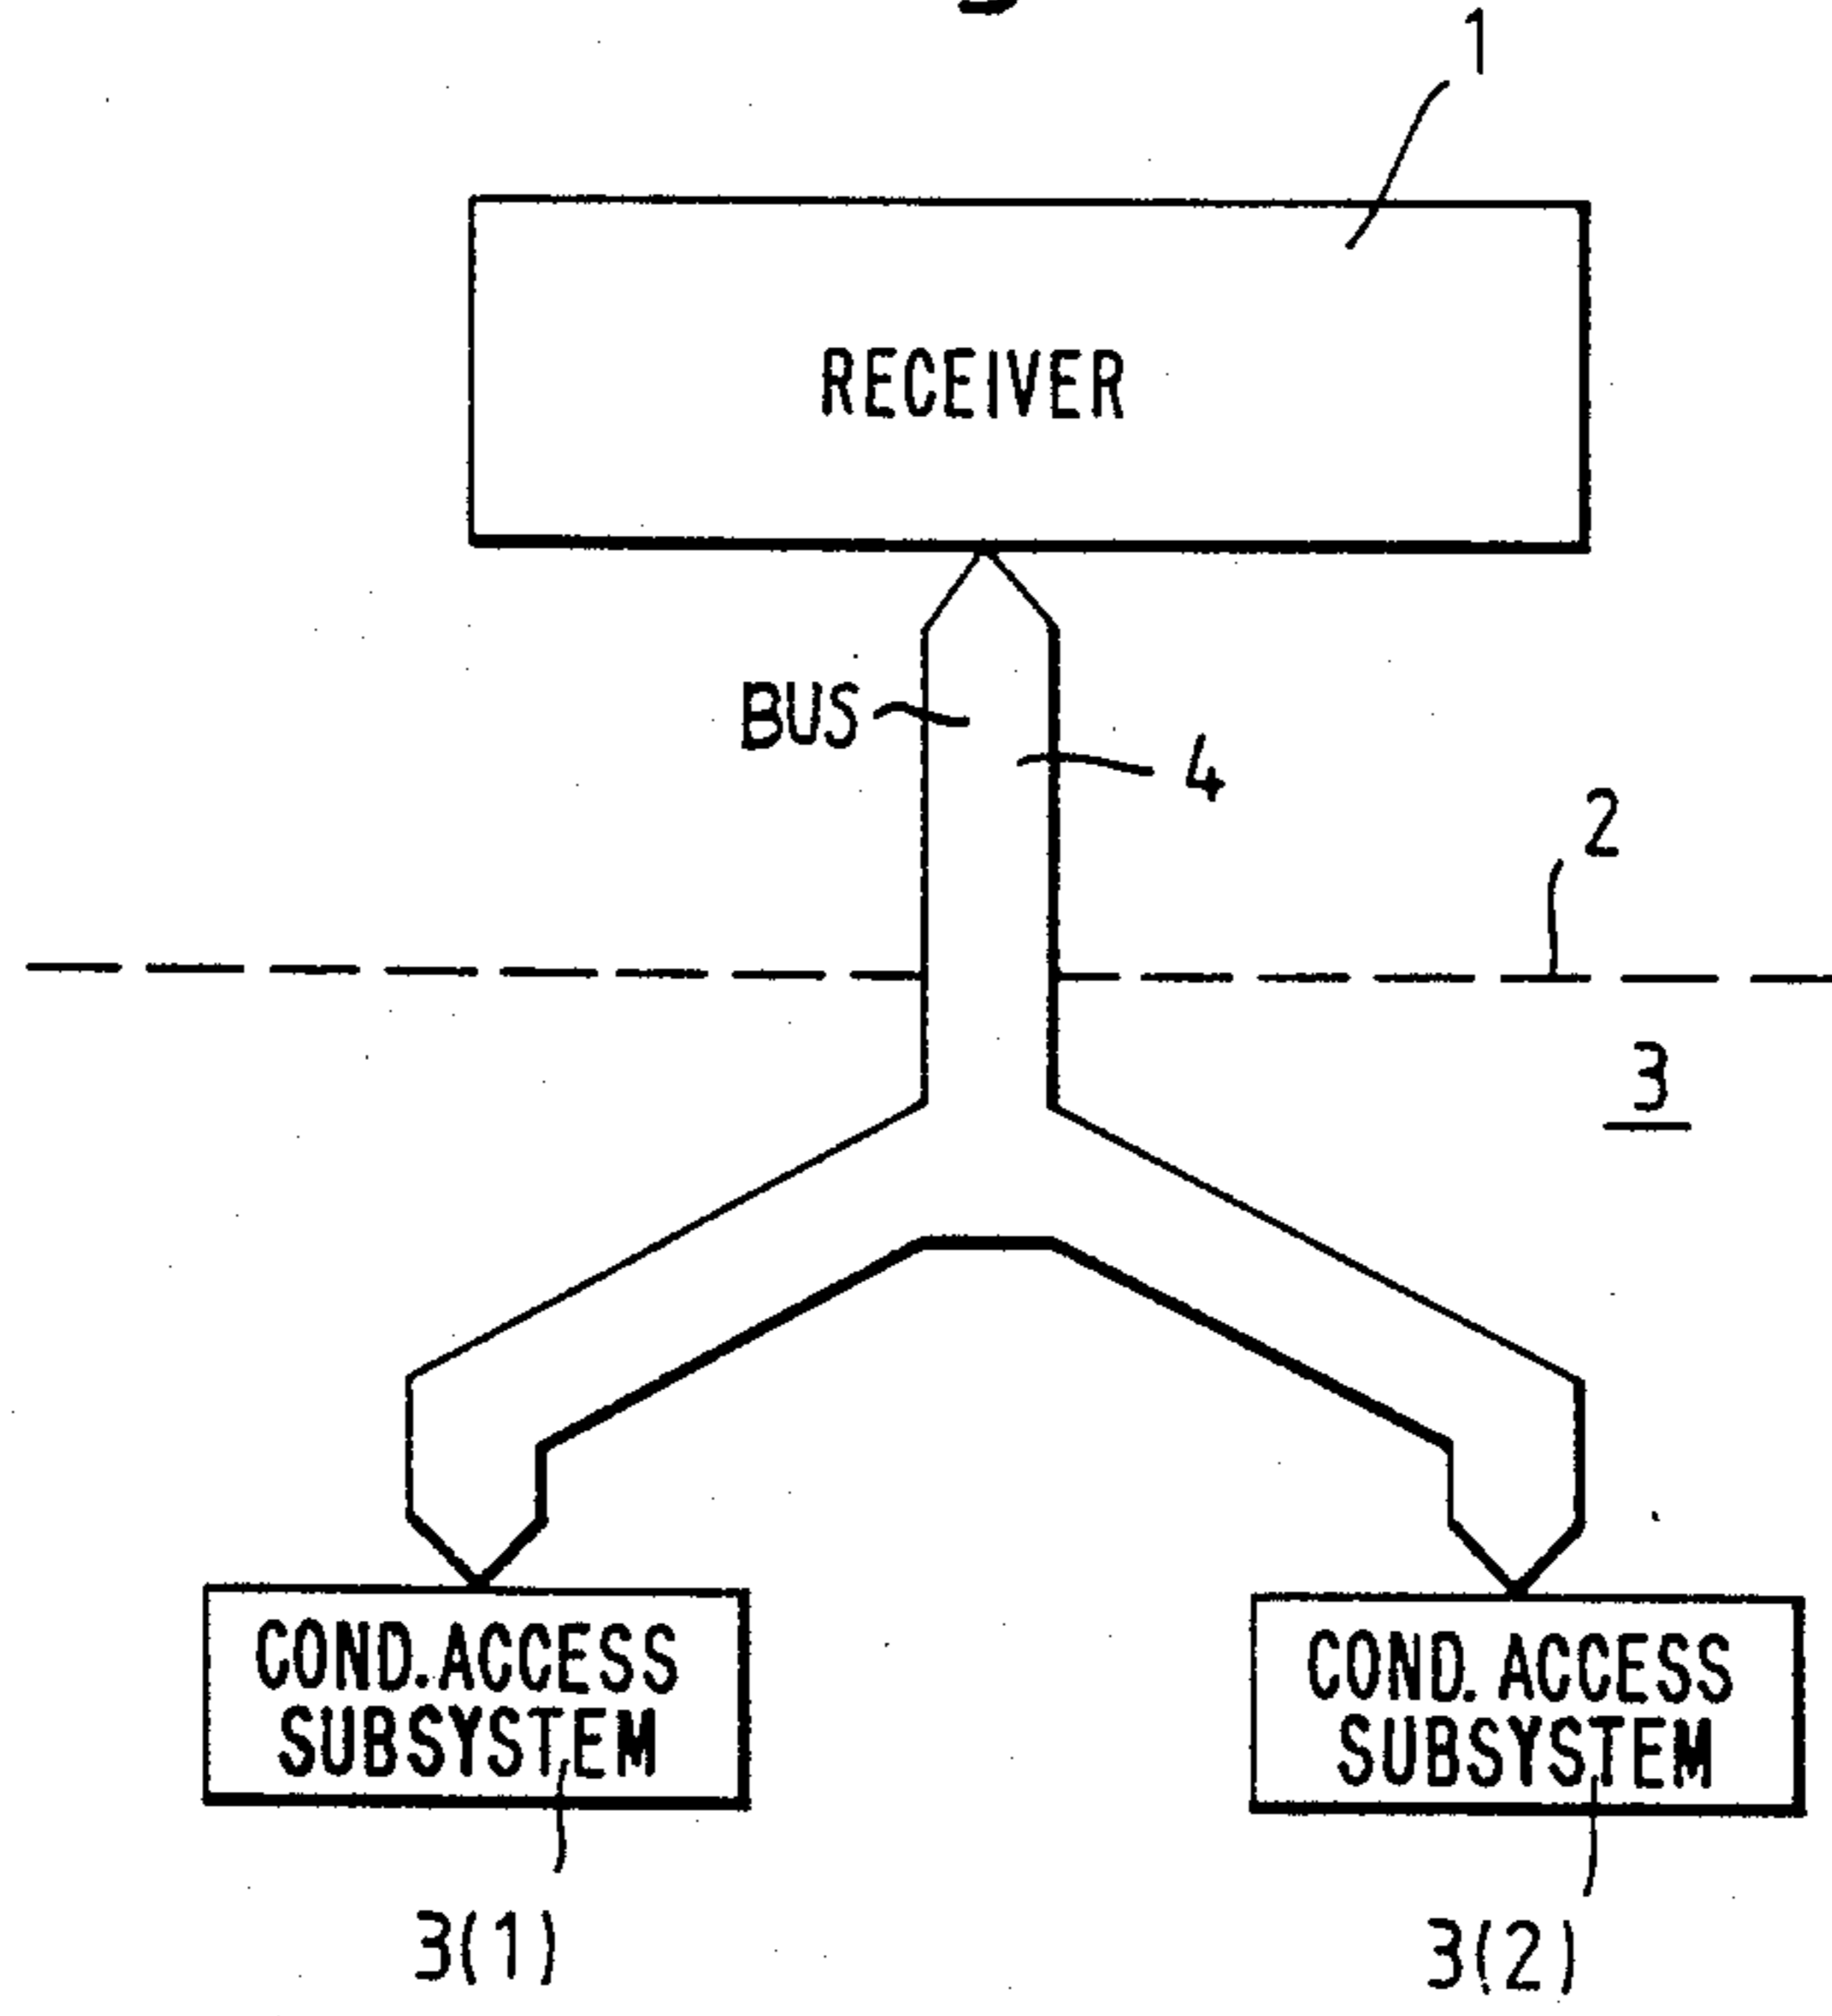 1
RECEIVER
BUS
4
2
3
COND.ACCESS
SUBSYSTEM
COND. ACCESS
SUBSYSTEM
3(1)
3(2)